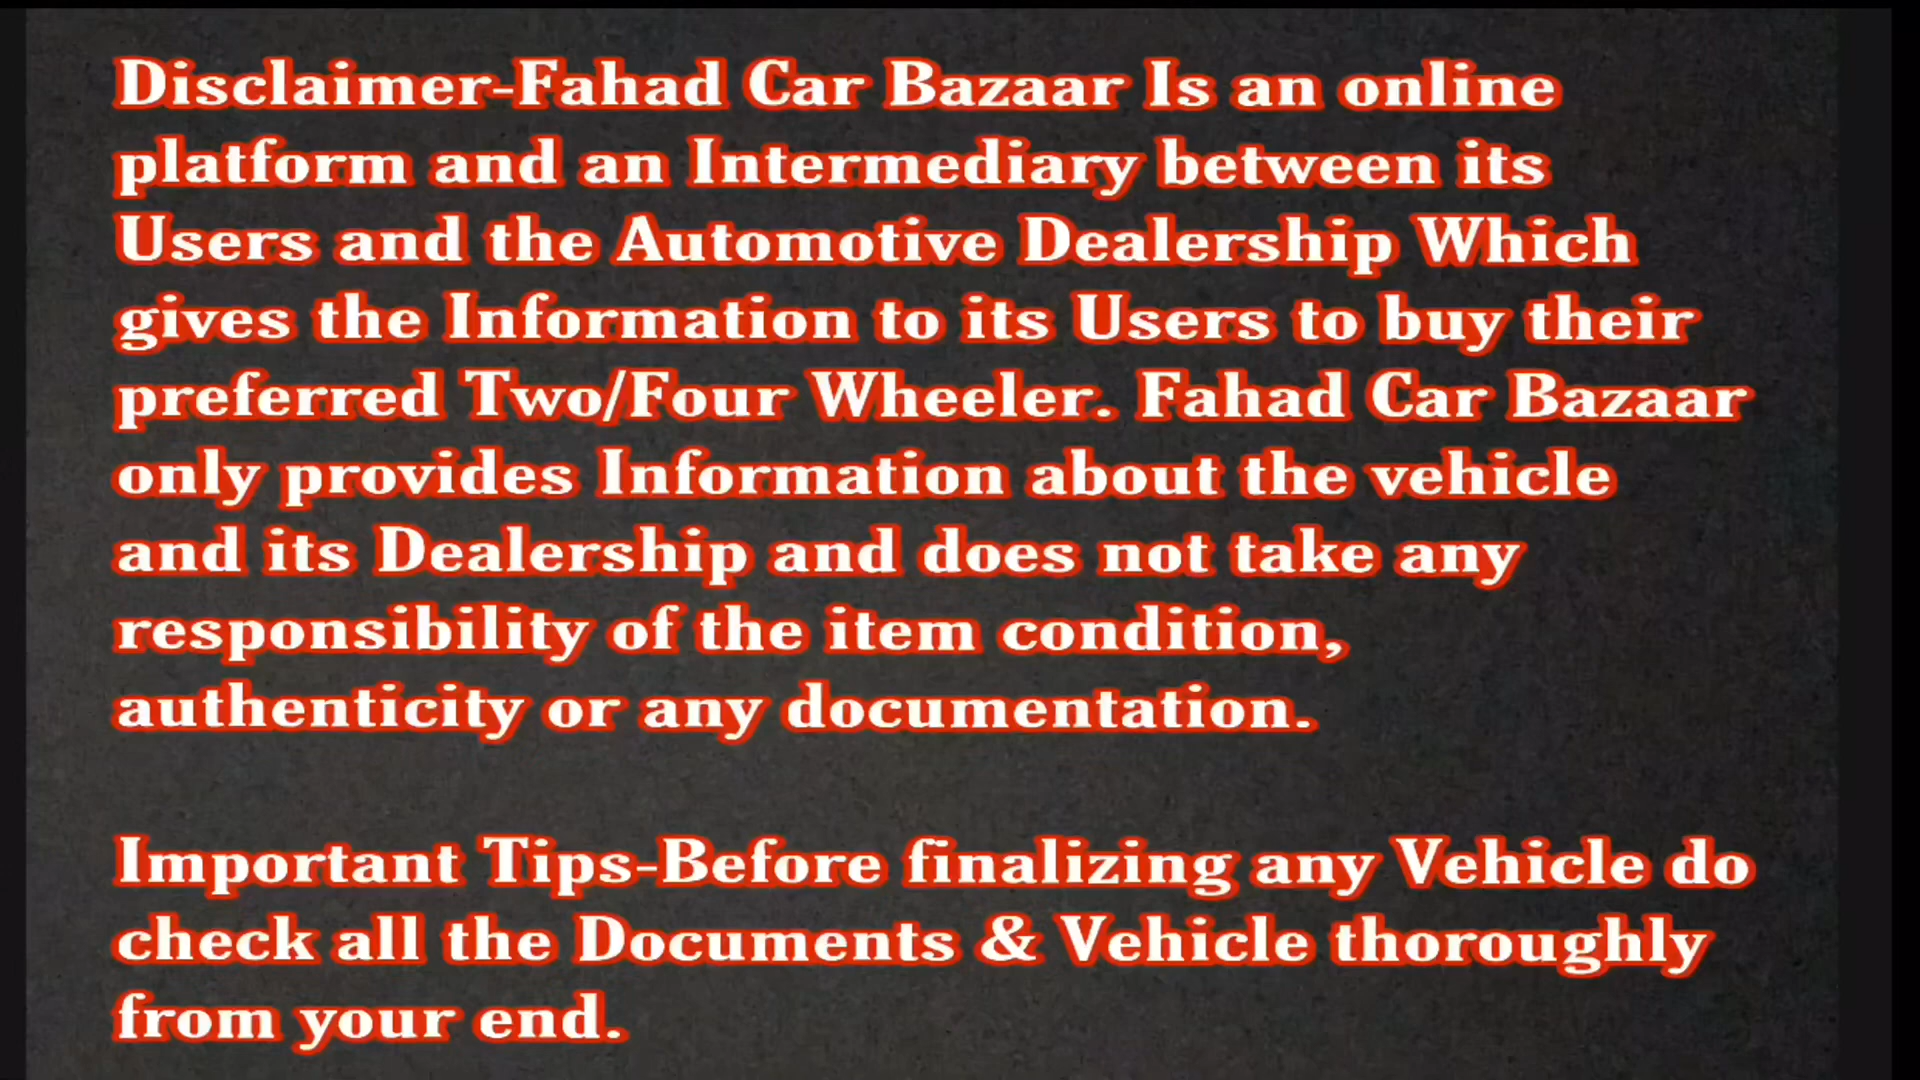 Disclaimer-Fahad Car Bazaar Is an online
platform and an Intermediary between its
Users and the Automotive Dealership Which
gives the Information to its Users to buy their
preferred Two/Four Wheeler. Fahad Car Bazaar
only provides Information about the vehicle
and its Dealership and does not take any
responsibility of the item condition,
authenticity or any documentation.
Important Tips-Before finalizing any Vehicle do
check all the Documents & Vehicle thoroughly
from your end.